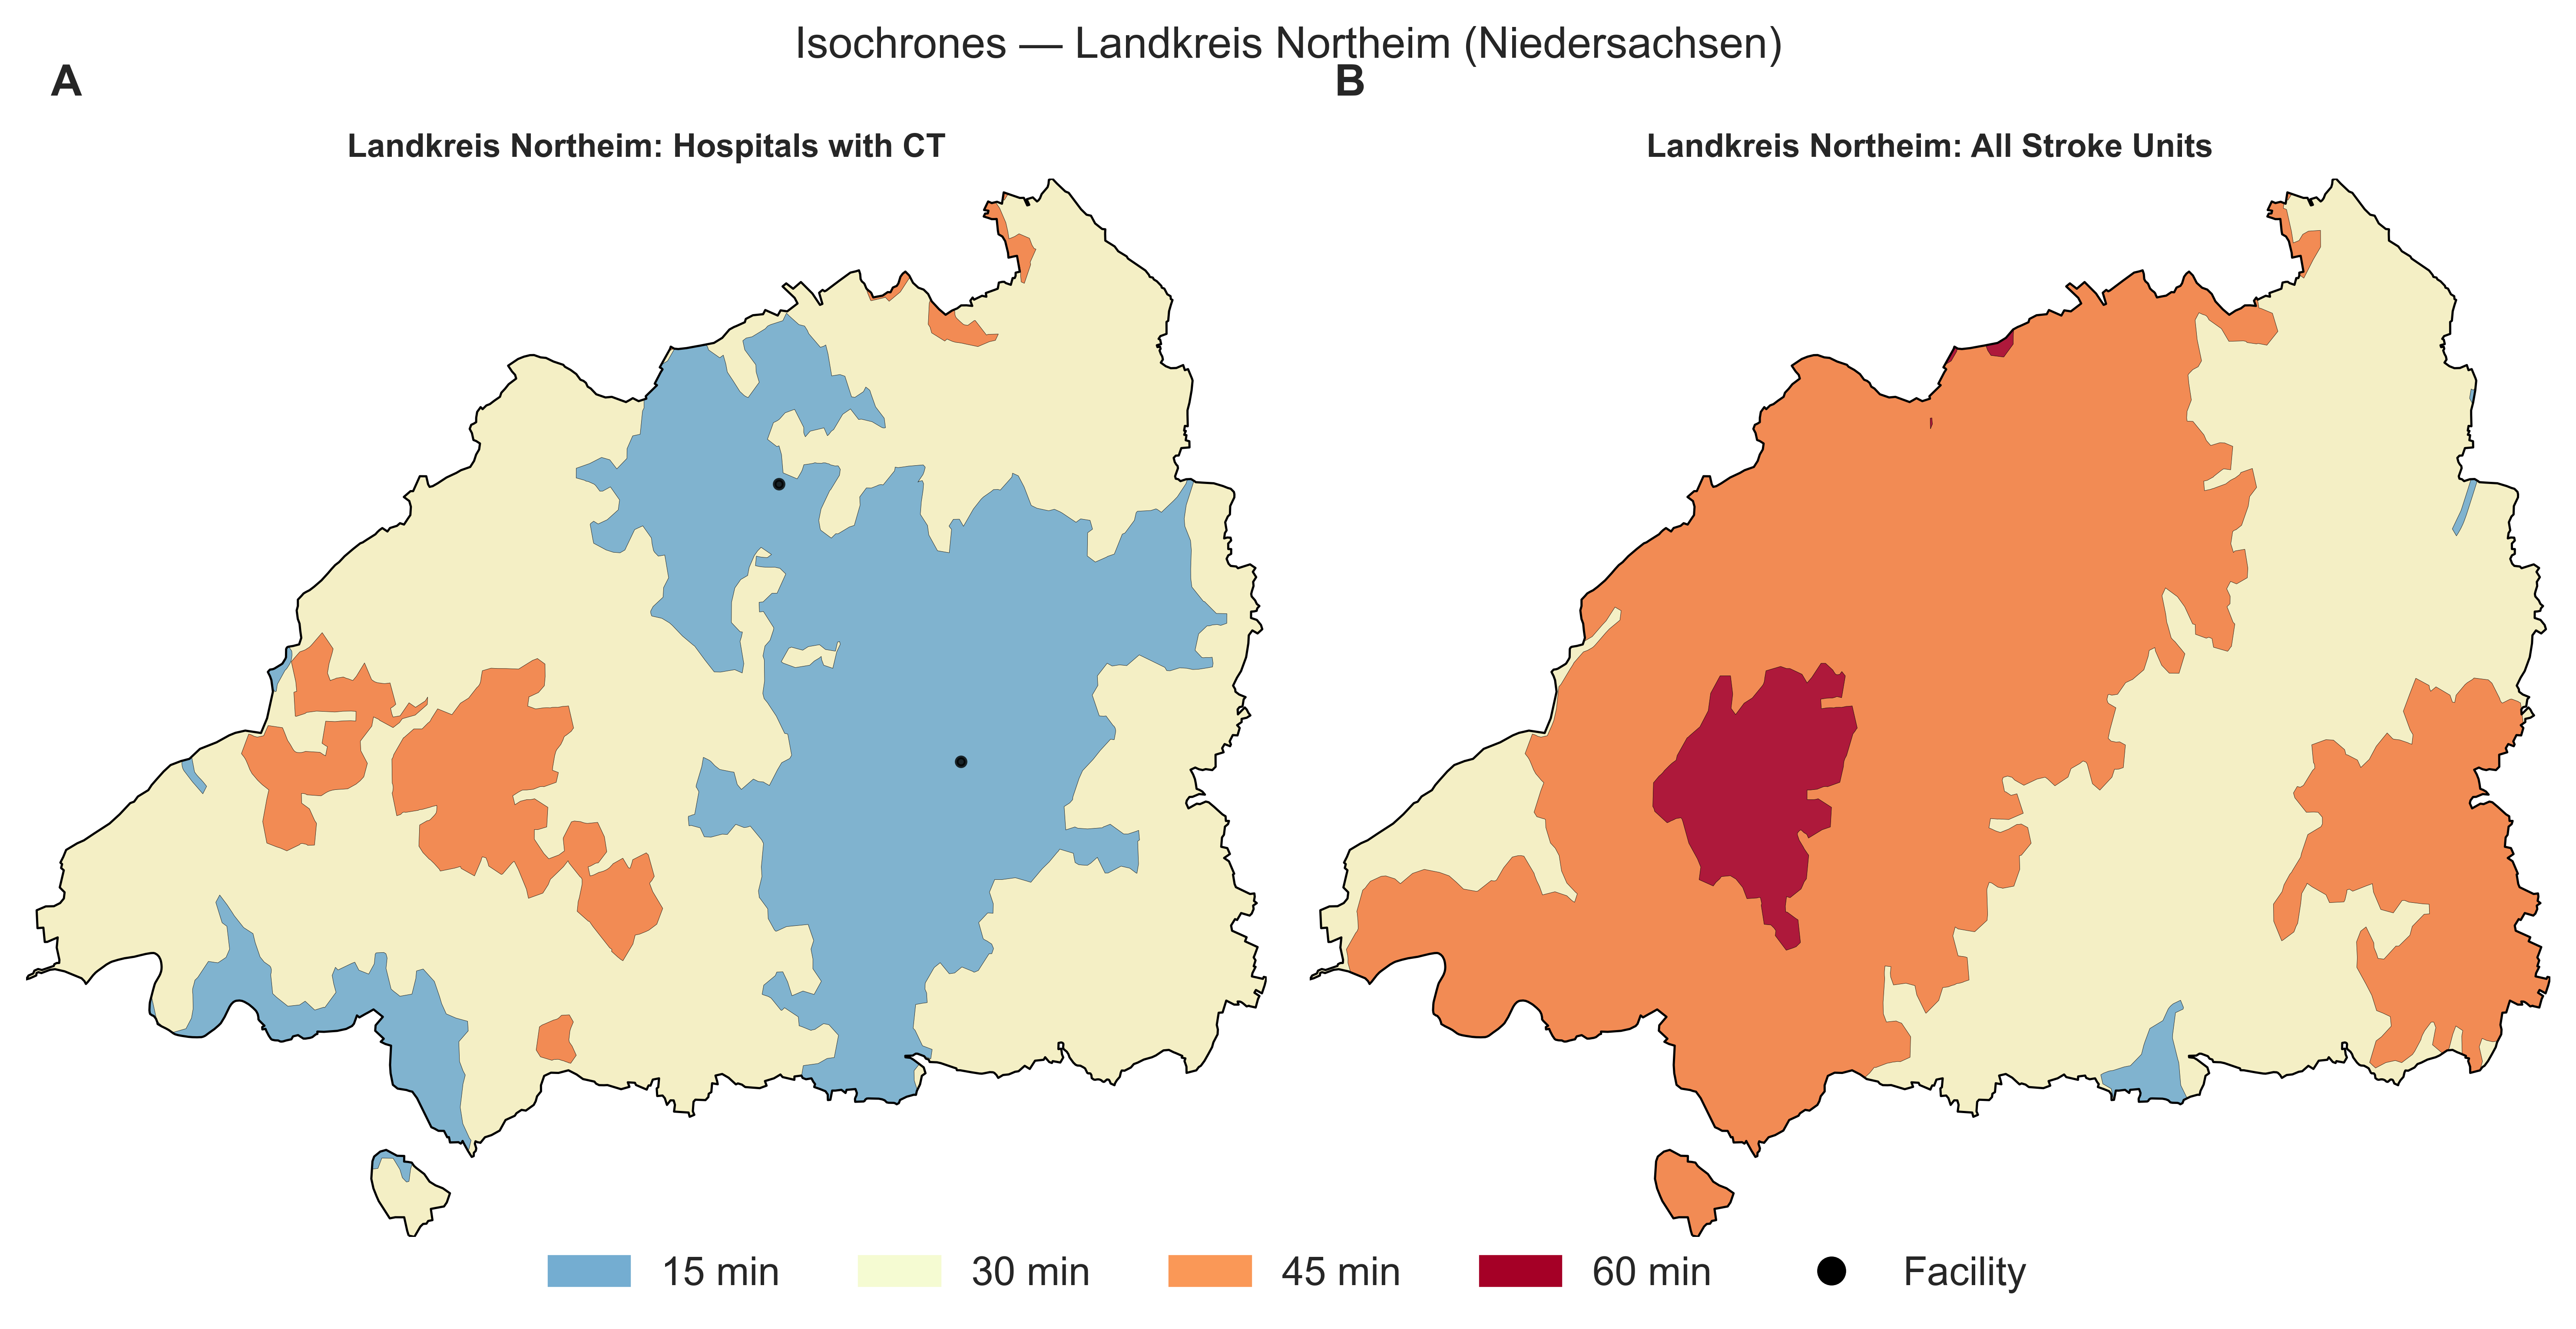 Isochrones — Landkreis Northeim (Niedersachsen)
A
B
Landkreis Northeim: Hospitals with CT
Landkreis Northeim: All Stroke Units
15 min
30 min
45 min
60 min
Facility